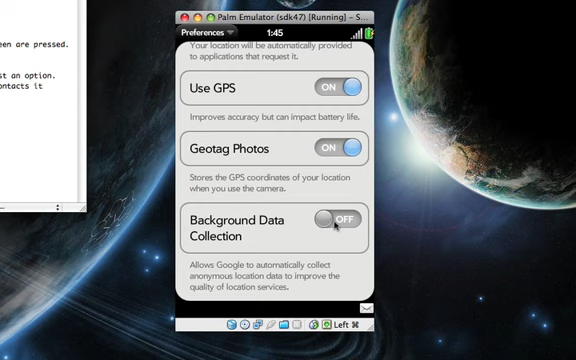 Palm Emulator (sdk47) [Running] – S...
Preferences
1:45
Your location will be automatically provided
to applications that request it.
een are pressed.
st an option.
ontacts it
Use GPS
ON
Improves accuracy but can impact battery life.
Geotag Photos
ON
Stores the GPS coordinates of your location
when you use the camera.
Background Data
Collection
OFF
Allows Google to automatically collect
anonymous location data to improve the
quality of location services.
Left ⌘